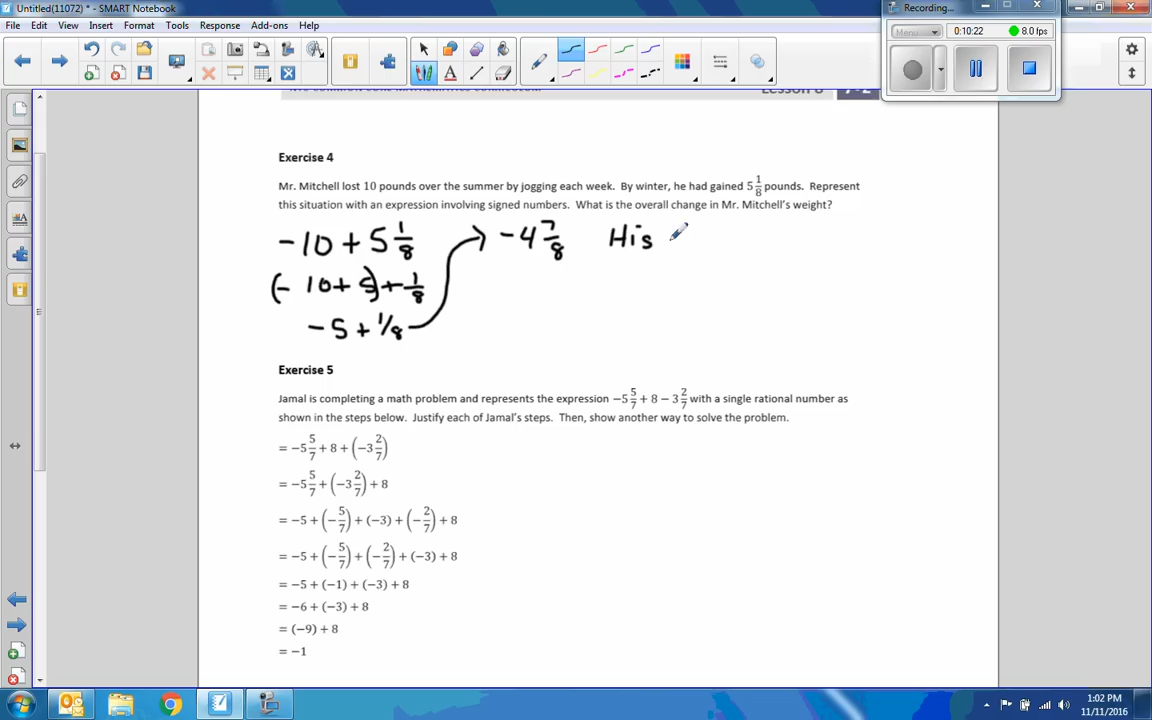 Untitled(11072) * - SMART Notebook
Recording...
File Edit View Insert Format Tools Response Add-ons Help
Menu
0:10:22
8.0 fps
Lesson 8
7•2
Exercise 4
Mr. Mitchell lost 10 pounds over the summer by jogging each week. By winter, he had gained 5 1/8 pounds. Represent
this situation with an expression involving signed numbers. What is the overall change in Mr. Mitchell's weight?
-10 + 5 1/8
-4 7/8 His
(-10+5)+1/8
-5 + 1/8
Exercise 5
Jamal is completing a math problem and represents the expression −5 5/7 + 8 − 3 2/7 with a single rational number as
shown in the steps below. Justify each of Jamal's steps. Then, show another way to solve the problem.
= −5 5/7 + 8 + (−3 2/7)
= −5 5/7 + (−3 2/7) + 8
= −5 + (−5/7) + (−3) + (−2/7) + 8
= −5 + (−5/7) + (−2/7) + (−3) + 8
= −5 + (−1) + (−3) + 8
= −6 + (−3) + 8
= (−9) + 8
= −1
1:02 PM
11/11/2016